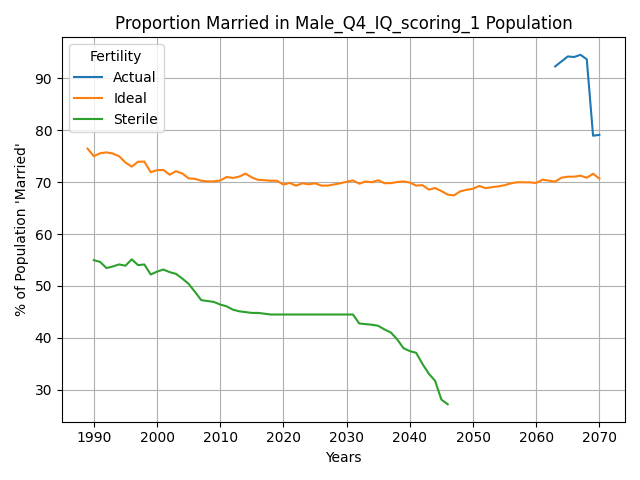 Proportion Married in Male_Q4_IQ_scoring_1 Population
Fertility
Actual
Ideal
Sterile
% of Population 'Married'
90
80
70
60
50
40
30
1990 2000 2010 2020 2030 2040 2050 2060 2070
Years